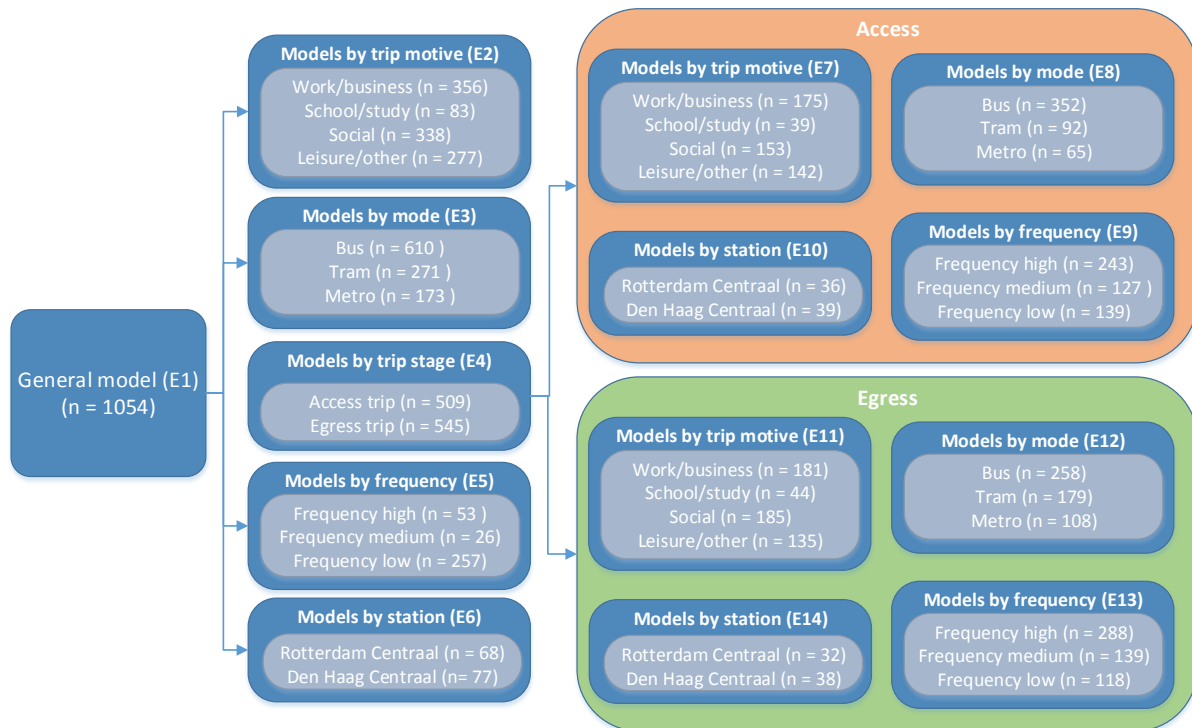 General model (E1)
(n = 1054)
Models by trip motive (E2)
Work/business (n = 356)
School/study (n = 83)
Social (n = 338)
Leisure/other (n = 277)
Models by mode (E3)
Bus (n = 610 )
Tram (n = 271 )
Metro (n = 173 )
Models by trip stage (E4)
Access trip (n = 509)
Egress trip (n = 545)
Models by frequency (E5)
Frequency high (n = 53 )
Frequency medium (n = 26)
Frequency low (n = 257)
Models by station (E6)
Rotterdam Centraal (n = 68)
Den Haag Centraal (n= 77)
Access
Models by trip motive (E7)
Work/business (n = 175)
School/study (n = 39)
Social (n = 153)
Leisure/other (n = 142)
Models by mode (E8)
Bus (n = 352)
Tram (n = 92)
Metro (n = 65)
Models by station (E10)
Rotterdam Centraal (n = 36)
Den Haag Centraal (n = 39)
Models by frequency (E9)
Frequency high (n = 243)
Frequency medium (n = 127 )
Frequency low (n = 139)
Egress
Models by trip motive (E11)
Work/business (n = 181)
School/study (n = 44)
Social (n = 185)
Leisure/other (n = 135)
Models by mode (E12)
Bus (n = 258)
Tram (n = 179)
Metro (n = 108)
Models by station (E14)
Rotterdam Centraal (n = 32)
Den Haag Centraal (n = 38)
Models by frequency (E13)
Frequency high (n = 288)
Frequency medium (n = 139)
Frequency low (n = 118)